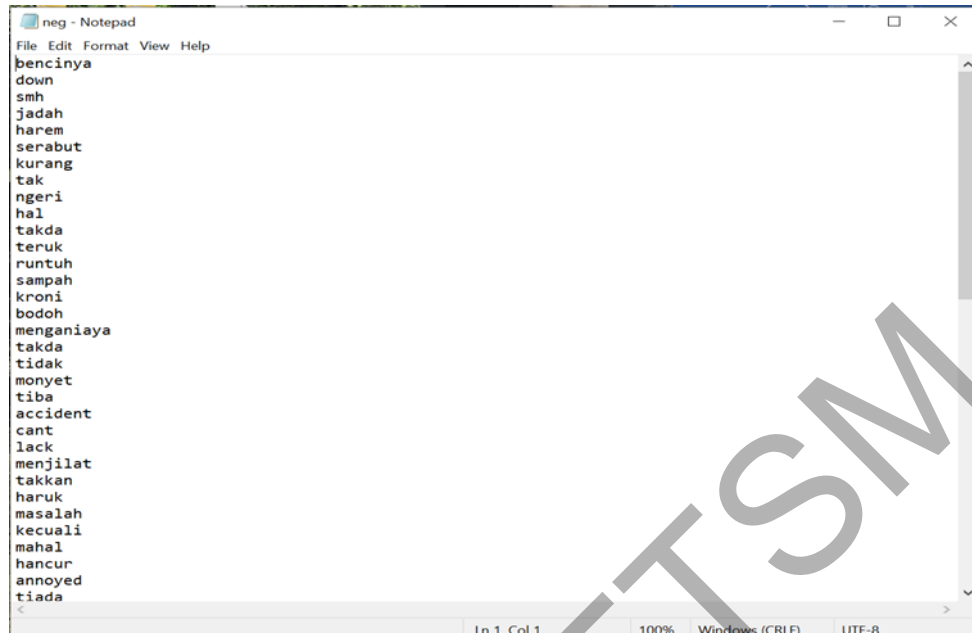 neg - Notepad
File Edit Format View Help
bencinya
down
smh
jadah
harem
serabut
kurang
tak
ngeri
hal
takda
teruk
runtuh
sampah
kroni
bodoh
menganiaya
takda
tidak
monyet
tiba
accident
cant
lack
menjilat
takkan
haruk
masalah
kecuali
mahal
hancur
annoyed
tiada
Ln 1, Col 1 100% Windows (CRLF) UTF-8
TSM